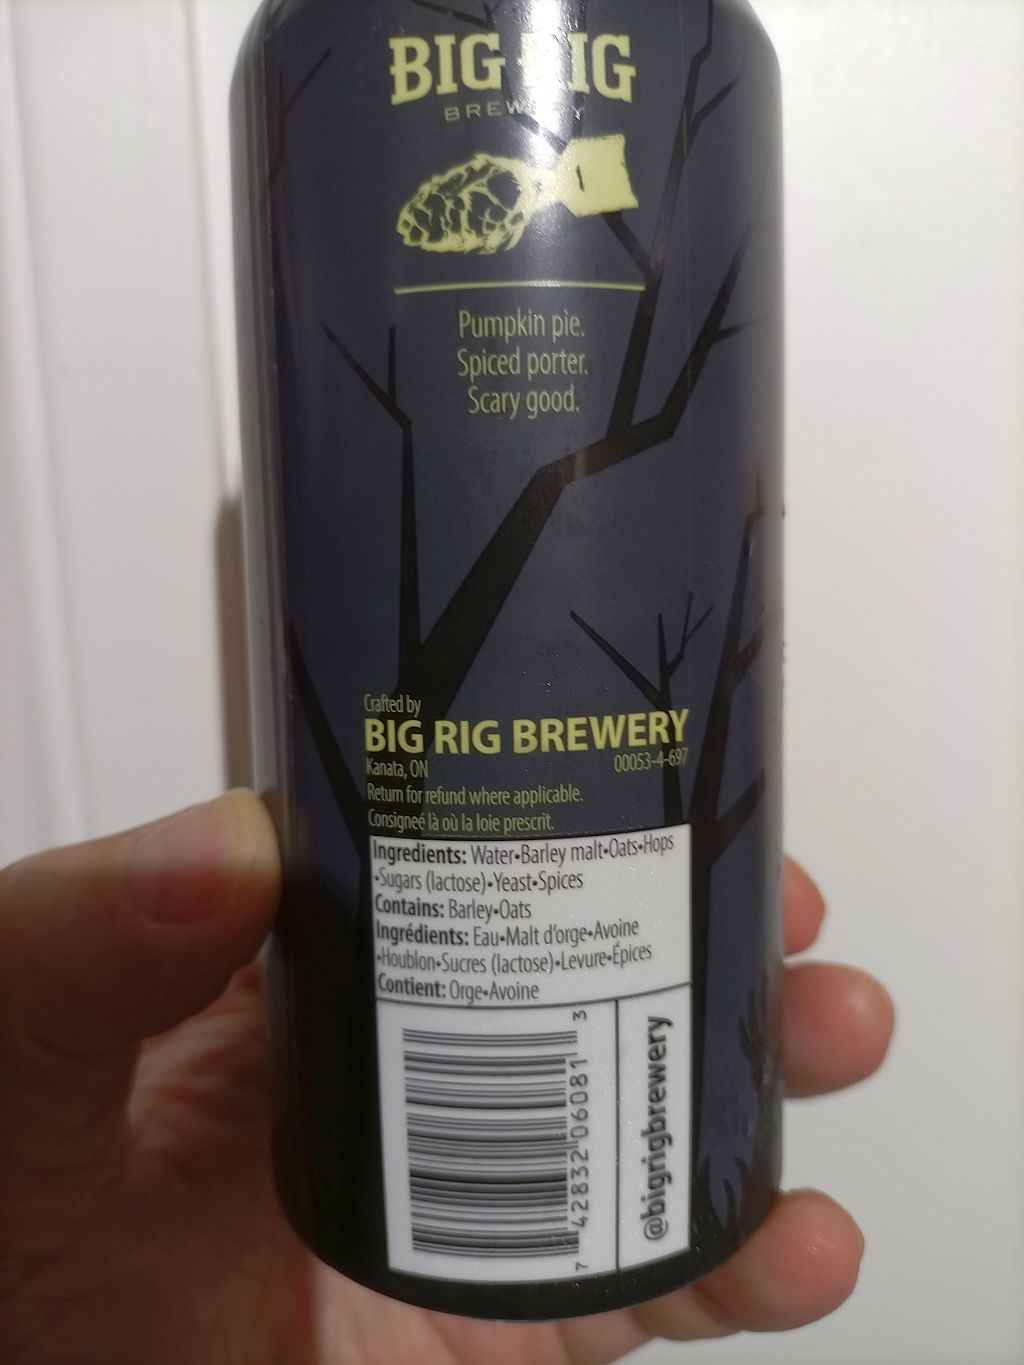 BIG RIG
BREWERY
Pumpkin pie.
Spiced porter.
Scary good.
Crafted by
BIG RIG BREWERY
Kanata, ON 00053-4-697
Return for refund where applicable.
Consigneé là où la loie prescrit.
Ingredients: Water•Barley malt•Oats•Hops
•Sugars (lactose)•Yeast•Spices
Contains: Barley•Oats
Ingrédients: Eau•Malt d'orge•Avoine
•Houblon•Sucres (lactose)•Levure•Épices
Contient: Orge•Avoine
7 42832 06081 3
@bigrigbrewery